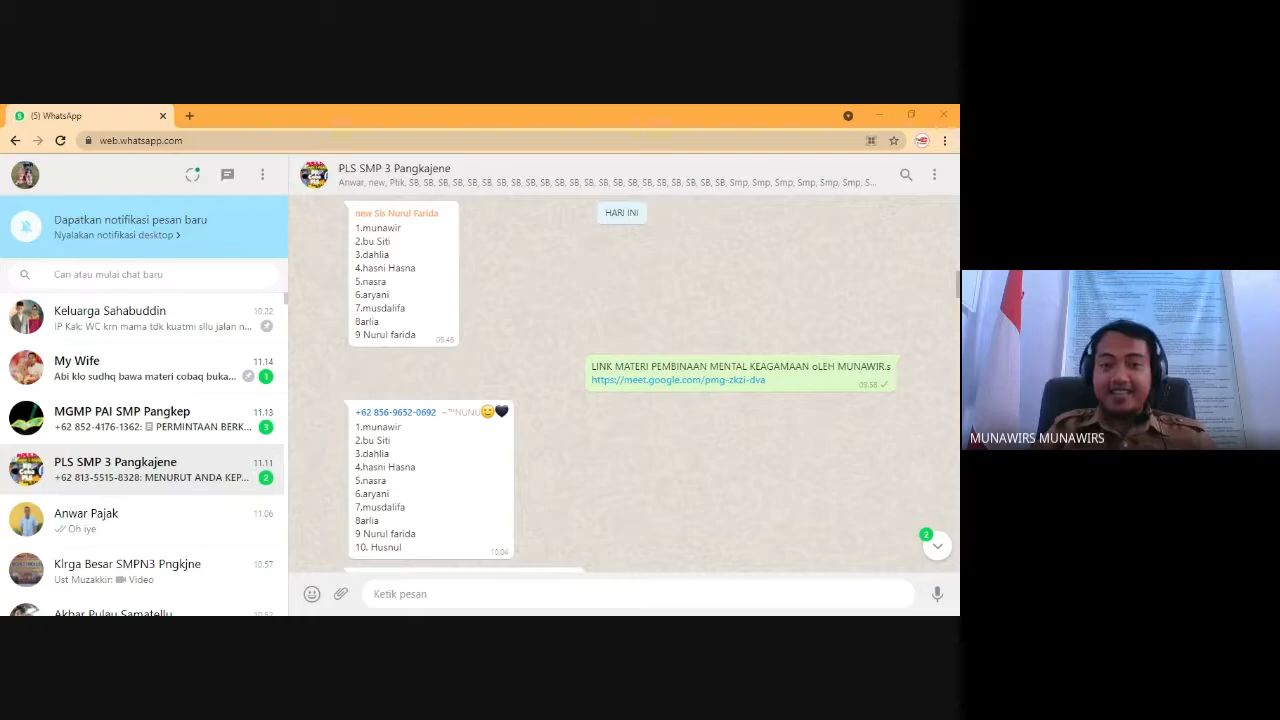 (5) WhatsApp
web.whatsapp.com
Dapatkan notifikasi pesan baru
Nyalakan notifikasi desktop >
Cari atau mulai chat baru
Keluarga Sahabuddin
10.22
IP Kak: WC krn mama tdk kuatmi sllu jalan n...
My Wife
11.14
Abi klo sudhq bawa materi cobaq buka...
1
MGMP PAI SMP Pangkep
11.13
+62 852-4176-1362: PERMINTAAN BERK...
3
PLS SMP 3 Pangkajene
11.11
+62 813-5515-8328: MENURUT ANDA KEP...
2
Anwar Pajak
11.06
Oh iye
Klrga Besar SMPN3 Pngkjne
10.57
Ust Muzakkir: Video
Akbar Pulau Samatellu
PLS SMP 3 Pangkajene
Anwar, new, Ptik, SB, SB, SB, SB, SB, SB, SB, SB, SB, SB, SB, SB, SB, SB, SB, SB, SB, SB, SB, SB, SB, SB, Smp, Smp, Smp, Smp, Smp, S...
HARI INI
new Sis Nurul Farida
1.munawir
2.bu Siti
3.dahlia
4.hasni Hasna
5.nasra
6.aryani
7.musdalifa
8arlia
9 Nurul farida
09.48
LINK MATERI PEMBINAAN MENTAL KEAGAMAAN oLEH MUNAWIR.s
https://meet.google.com/pmg-zkzi-dva
09.58
+62 856-9652-0692 ~™NUNU😊🖤
1.munawir
2.bu Siti
3.dahlia
4.hasni Hasna
5.nasra
6.aryani
7.musdalifa
8arlia
9 Nurul farida
10. Husnul
10.04
2
Ketik pesan
MUNAWIRS MUNAWIRS